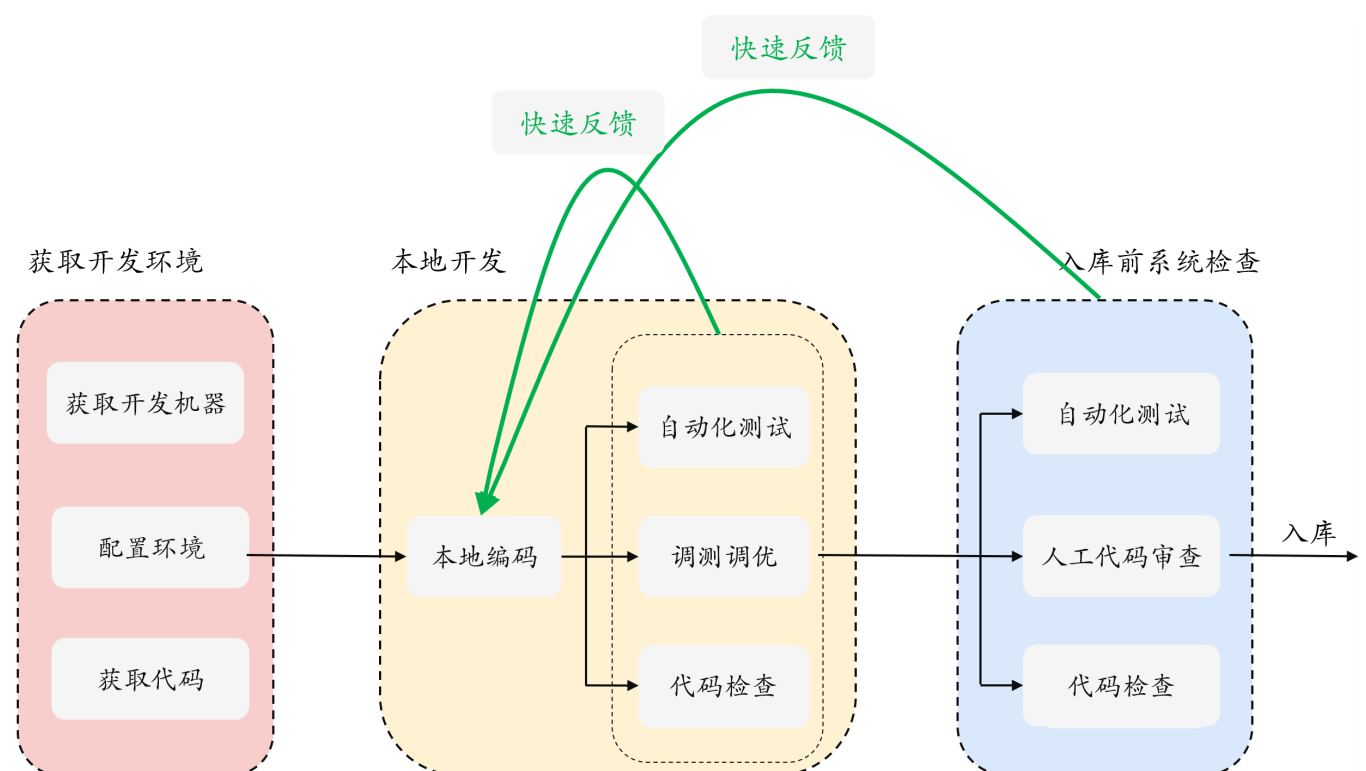 快速反馈
快速反馈
获取开发环境
本地开发
入库前系统检查
获取开发机器
配置环境
获取代码
本地编码
自动化测试
调测调优
代码检查
自动化测试
人工代码审查
代码检查
入库